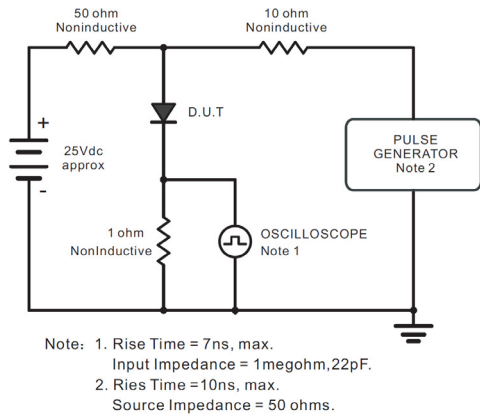 50 ohm
Noninductive
10 ohm
Noninductive
D.U.T
+
25Vdc
approx
-
PULSE
GENERATOR
Note 2
1 ohm
NonInductive
OSCILLOSCOPE
Note 1
Note: 1. Rise Time = 7ns, max.
Input Impedance = 1megohm,22pF.
2. Ries Time =10ns, max.
Source Impedance = 50 ohms.